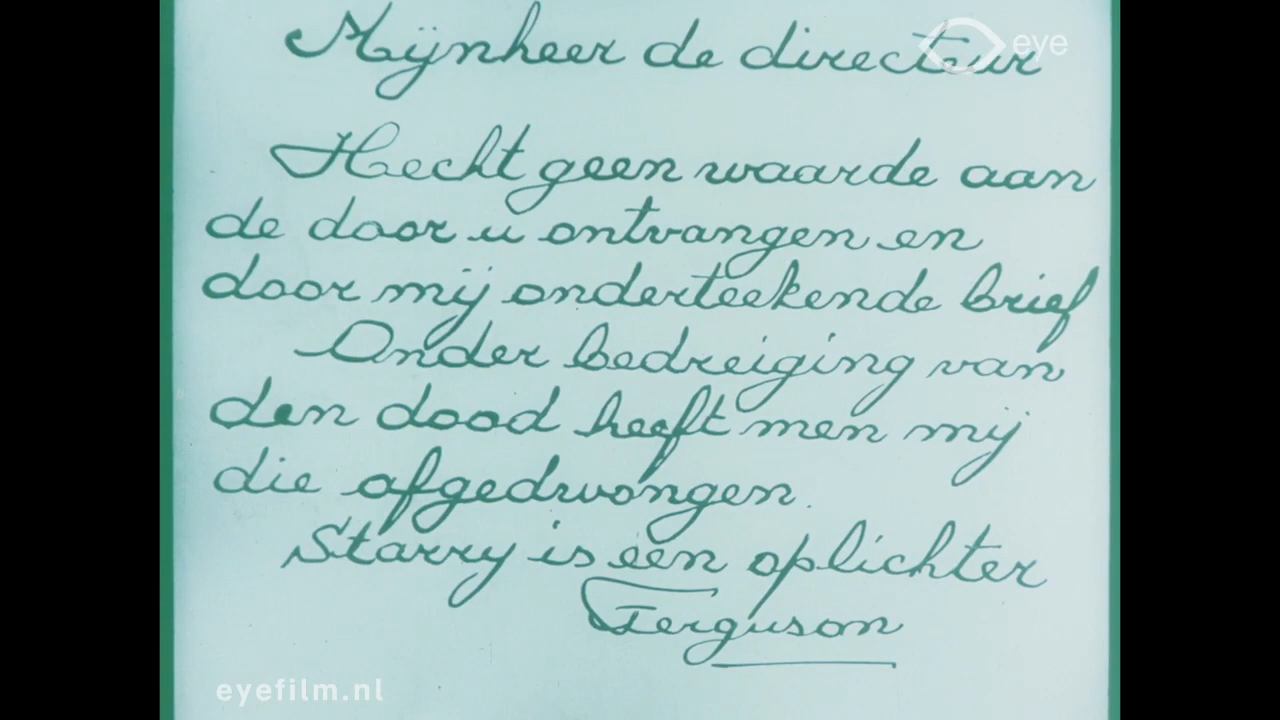 Mijnheer de directeur
eye
Hecht geen waarde aan
de door u ontvangen en
door mij onderteekende brief
Onder bedreiging van
den dood heeft men mij
die afgedwongen.
Starry is een oplichter
Ferguson
eyefilm.nl